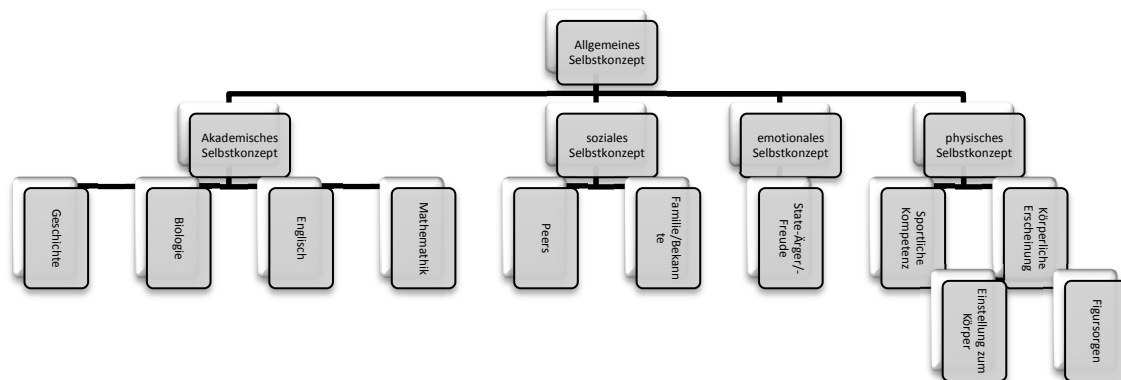 Allgemeines
Selbstkonzept
Akademisches
Selbstkonzept
soziales
Selbstkonzept
emotionales
Selbstkonzept
physisches
Selbstkonzept
Geschichte
Biologie
Englisch
Mathemathik
Peers
Familie/Bekann
te
State-Ärger/-
Freude
Sportliche
Kompetenz
Körperliche
Erscheinung
Einstellung zum
Körper
Figursorgen